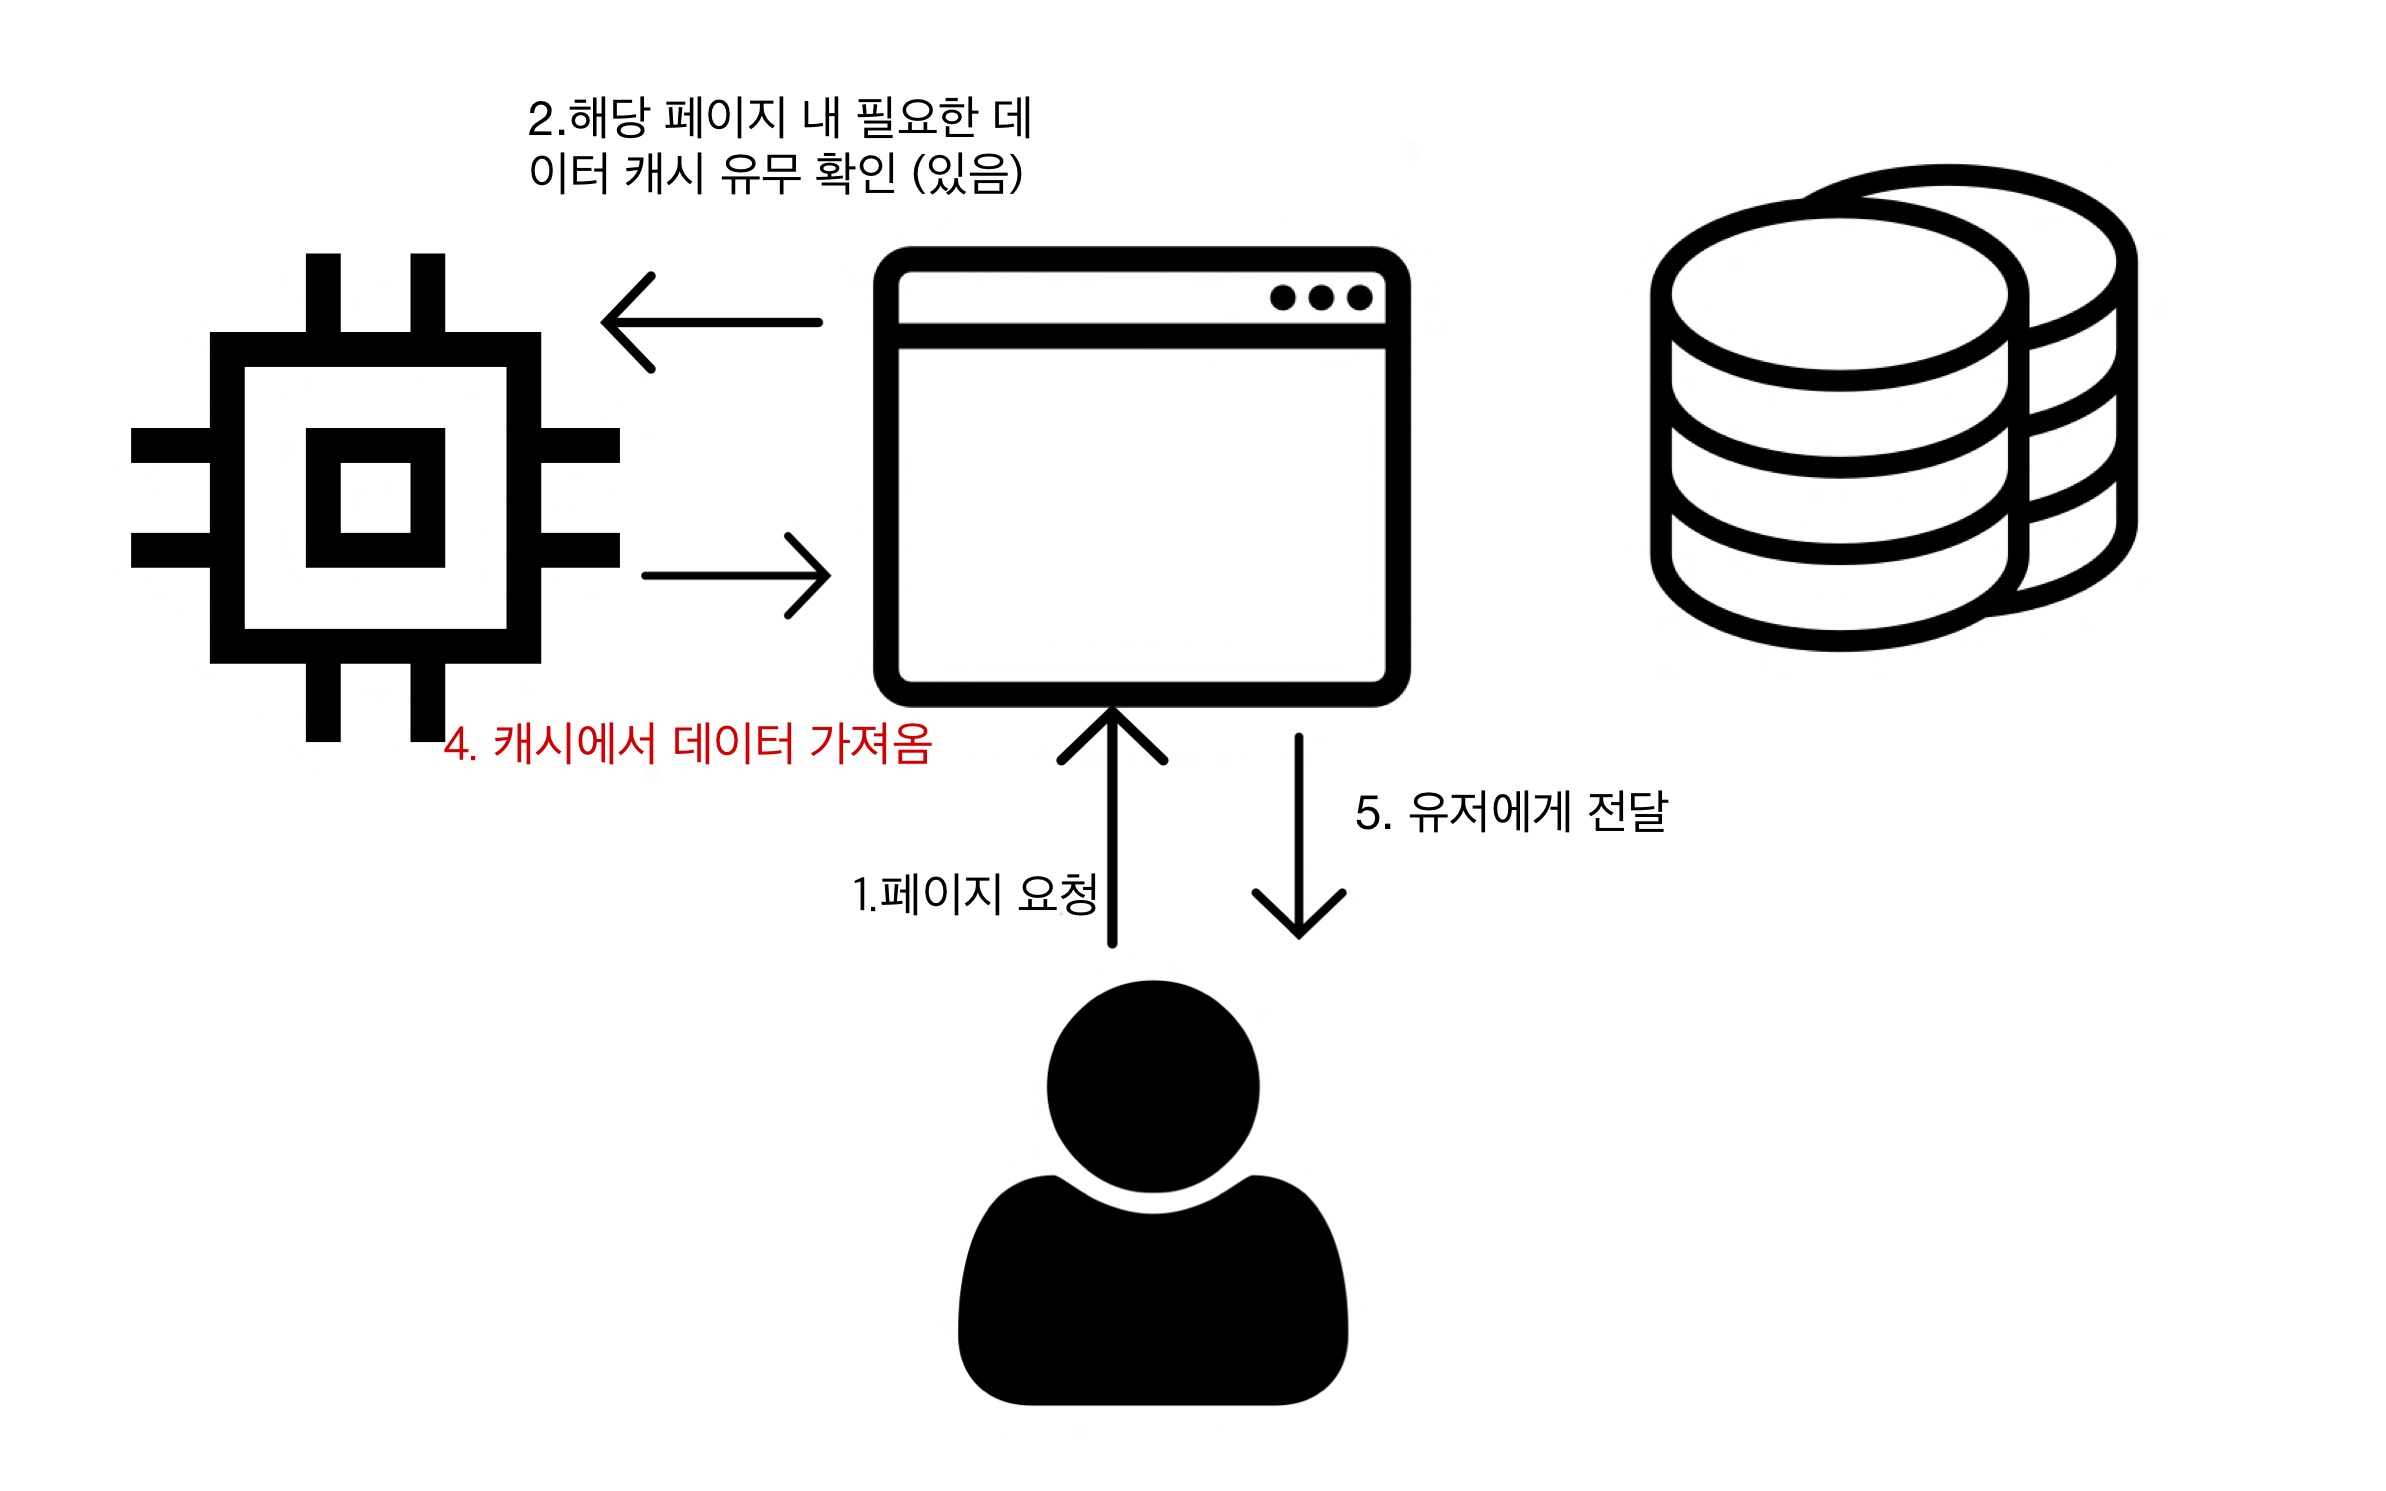 2.해당 페이지 내 필요한 데
이터 캐시 유무 확인 (있음)
4. 캐시에서 데이터 가져옴
5. 유저에게 전달
1.페이지 요청